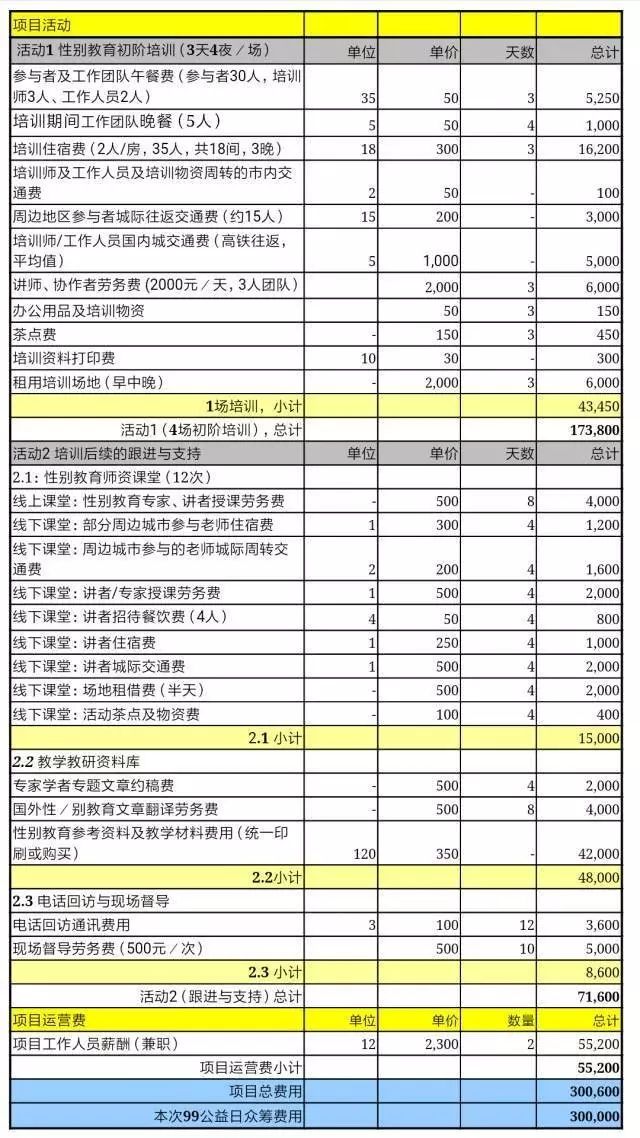 项目活动
活动1 性别教育初阶培训(3天4夜/场) 单位 单价 天数 总计
参与者及工作团队午餐费(参与者30人,培训
师3人、工作人员2人) 35 50 3 5,250
培训期间工作团队晚餐(5人) 5 50 4 1,000
培训住宿费(2人/房,35人,共18间,3晚) 18 300 3 16,200
培训师及工作人员及培训物资周转的市内交
通费 2 50 - 100
周边地区参与者城际往返交通费(约15人) 15 200 - 3,000
培训师/工作人员国内城交通费(高铁往返,
平均值) 5 1,000 - 5,000
讲师、协作者劳务费(2000元/天,3人团队) 2,000 3 6,000
办公用品及培训物资 50 3 150
茶点费 - 150 3 450
培训资料打印费 10 30 - 300
租用培训场地(早中晚) - 2,000 3 6,000
1场培训,小计 43,450
活动1(4场初阶培训),总计 173,800
活动2 培训后续的跟进与支持 单位 单价 天数 总计
2.1:性别教育师资课堂(12次)
线上课堂:性别教育专家、讲者授课劳务费 - 500 8 4,000
线下课堂:部分周边城市参与老师住宿费 1 300 4 1,200
线下课堂:周边城市参与的老师城际周转交
通费 2 200 4 1,600
线下课堂:讲者/专家授课劳务费 1 500 4 2,000
线下课堂:讲者招待餐饮费(4人) 4 50 4 800
线下课堂:讲者住宿费 1 250 4 1,000
线下课堂:讲者城际交通费 1 500 4 2,000
线下课堂:场地租借费(半天) - 500 4 2,000
线下课堂:活动茶点及物资费 - 100 4 400
2.1 小计 15,000
2.2 教学教研资料库
专家学者专题文章约稿费 - 500 4 2,000
国外性/别教育文章翻译劳务费 - 500 8 4,000
性别教育参考资料及教学材料费用(统一印
刷或购买) 120 350 - 42,000
2.2小计 48,000
2.3 电话回访与现场督导
电话回访通讯费用 3 100 12 3,600
现场督导劳务费(500元/次) 500 10 5,000
2.3 小计 8,600
活动2(跟进与支持)总计 71,600
项目运营费 单位 单价 数量 总计
项目工作人员薪酬(兼职) 12 2,300 2 55,200
项目运营费小计 55,200
项目总费用 300,600
本次99公益日众筹费用 300,000